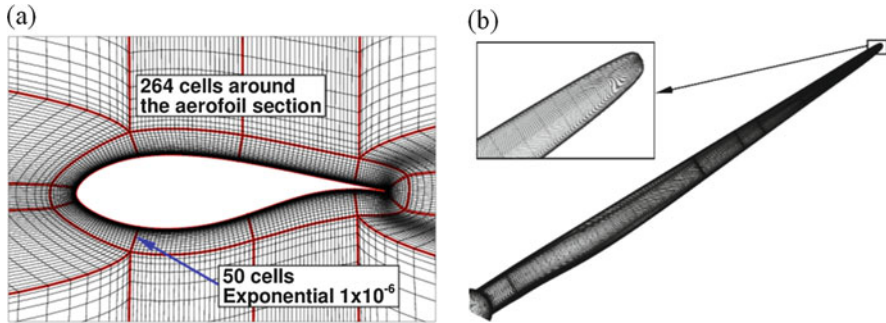 (a)
264 cells around
the aerofoil section
50 cells
Exponential 1x10⁻⁶
(b)